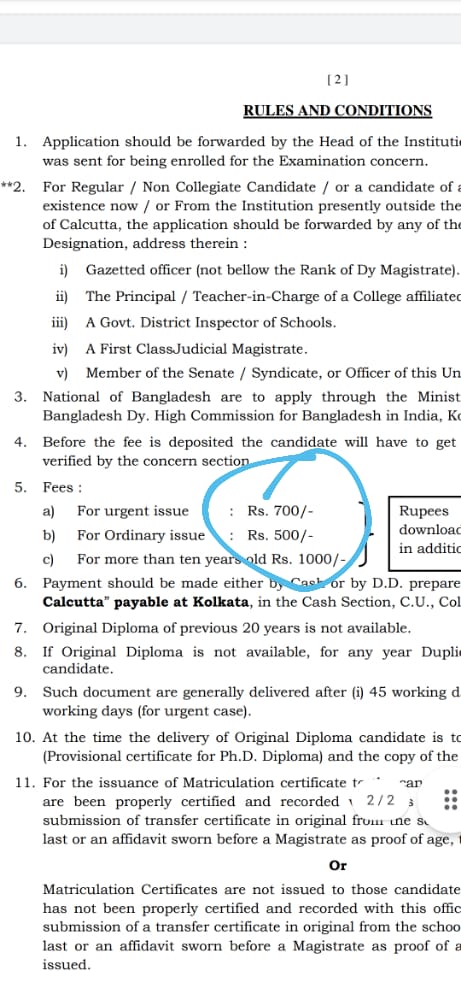 [2]
RULES AND CONDITIONS
1. Application should be forwarded by the Head of the Instituti
was sent for being enrolled for the Examination concern.
**2. For Regular / Non Collegiate Candidate / or a candidate of a
existence now / or From the Institution presently outside the
of Calcutta, the application should be forwarded by any of the
Designation, address therein :
i) Gazetted officer (not bellow the Rank of Dy Magistrate).
ii) The Principal / Teacher-in-Charge of a College affiliated
iii) A Govt. District Inspector of Schools.
iv) A First ClassJudicial Magistrate.
v) Member of the Senate / Syndicate, or Officer of this Un
3. National of Bangladesh are to apply through the Minist
Bangladesh Dy. High Commission for Bangladesh in India, Ko
4. Before the fee is deposited the candidate will have to get
verified by the concern section
5. Fees :
a) For urgent issue : Rs. 700/- Rupees
b) For Ordinary issue : Rs. 500/- download
c) For more than ten years old Rs. 1000/- in additio
6. Payment should be made either by Cash or by D.D. prepare
Calcutta" payable at Kolkata, in the Cash Section, C.U., Col
7. Original Diploma of previous 20 years is not available.
8. If Original Diploma is not available, for any year Duplic
candidate.
9. Such document are generally delivered after (i) 45 working d
working days (for urgent case).
10. At the time the delivery of Original Diploma candidate is to
(Provisional certificate for Ph.D. Diploma) and the copy of the
11. For the issuance of Matriculation certificate
are been properly certified and recorded 2/2
submission of transfer certificate in original from the
last or an affidavit sworn before a Magistrate as proof of age,
Or
Matriculation Certificates are not issued to those candidate
has not been properly certified and recorded with this offic
submission of a transfer certificate in original from the schoo
last or an affidavit sworn before a Magistrate as proof of a
issued.